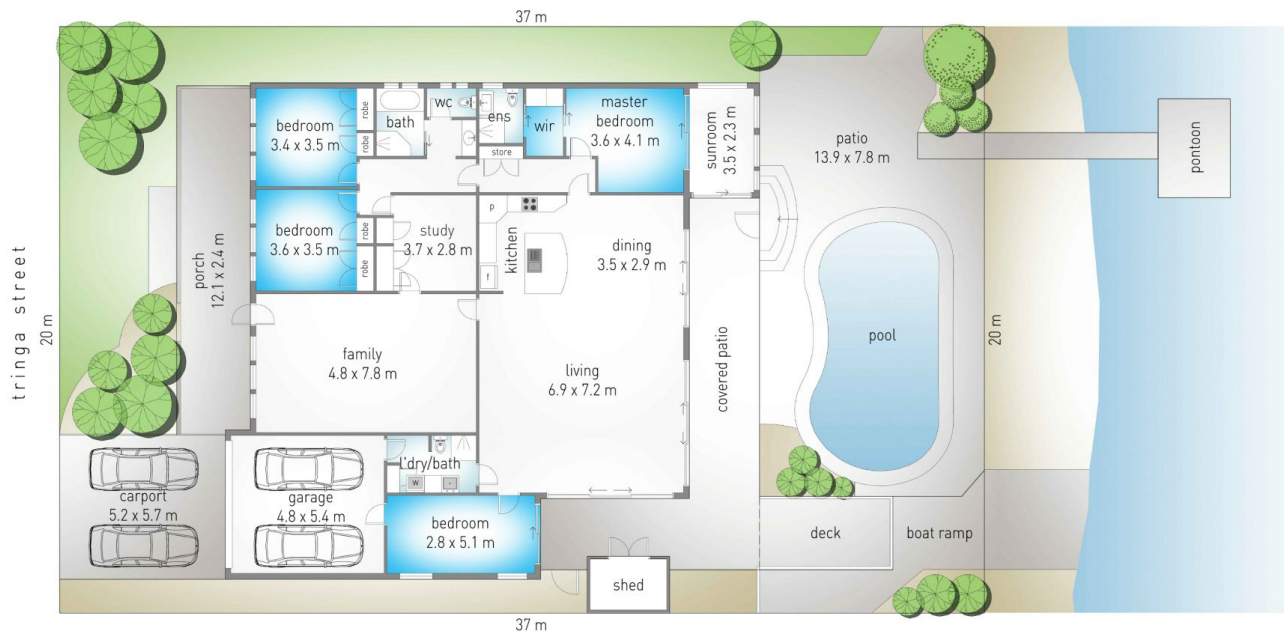 37 m
bedroom
3.4 x 3.5 m
robe
robe
bath
wc
ens
wir
master
bedroom
3.6 x 4.1 m
sunroom
3.5 x 2.3 m
patio
13.9 x 7.8 m
pontoon
store
bedroom
3.6 x 3.5 m
robe
robe
study
3.7 x 2.8 m
p
f
kitchen
dining
3.5 x 2.9 m
tringa street
20 m
porch
12.1 x 2.4 m
family
4.8 x 7.8 m
living
6.9 x 7.2 m
covered patio
pool
20 m
carport
5.2 x 5.7 m
garage
4.8 x 5.4 m
l'dry/bath
W
bedroom
2.8 x 5.1 m
deck
boat ramp
shed
37 m